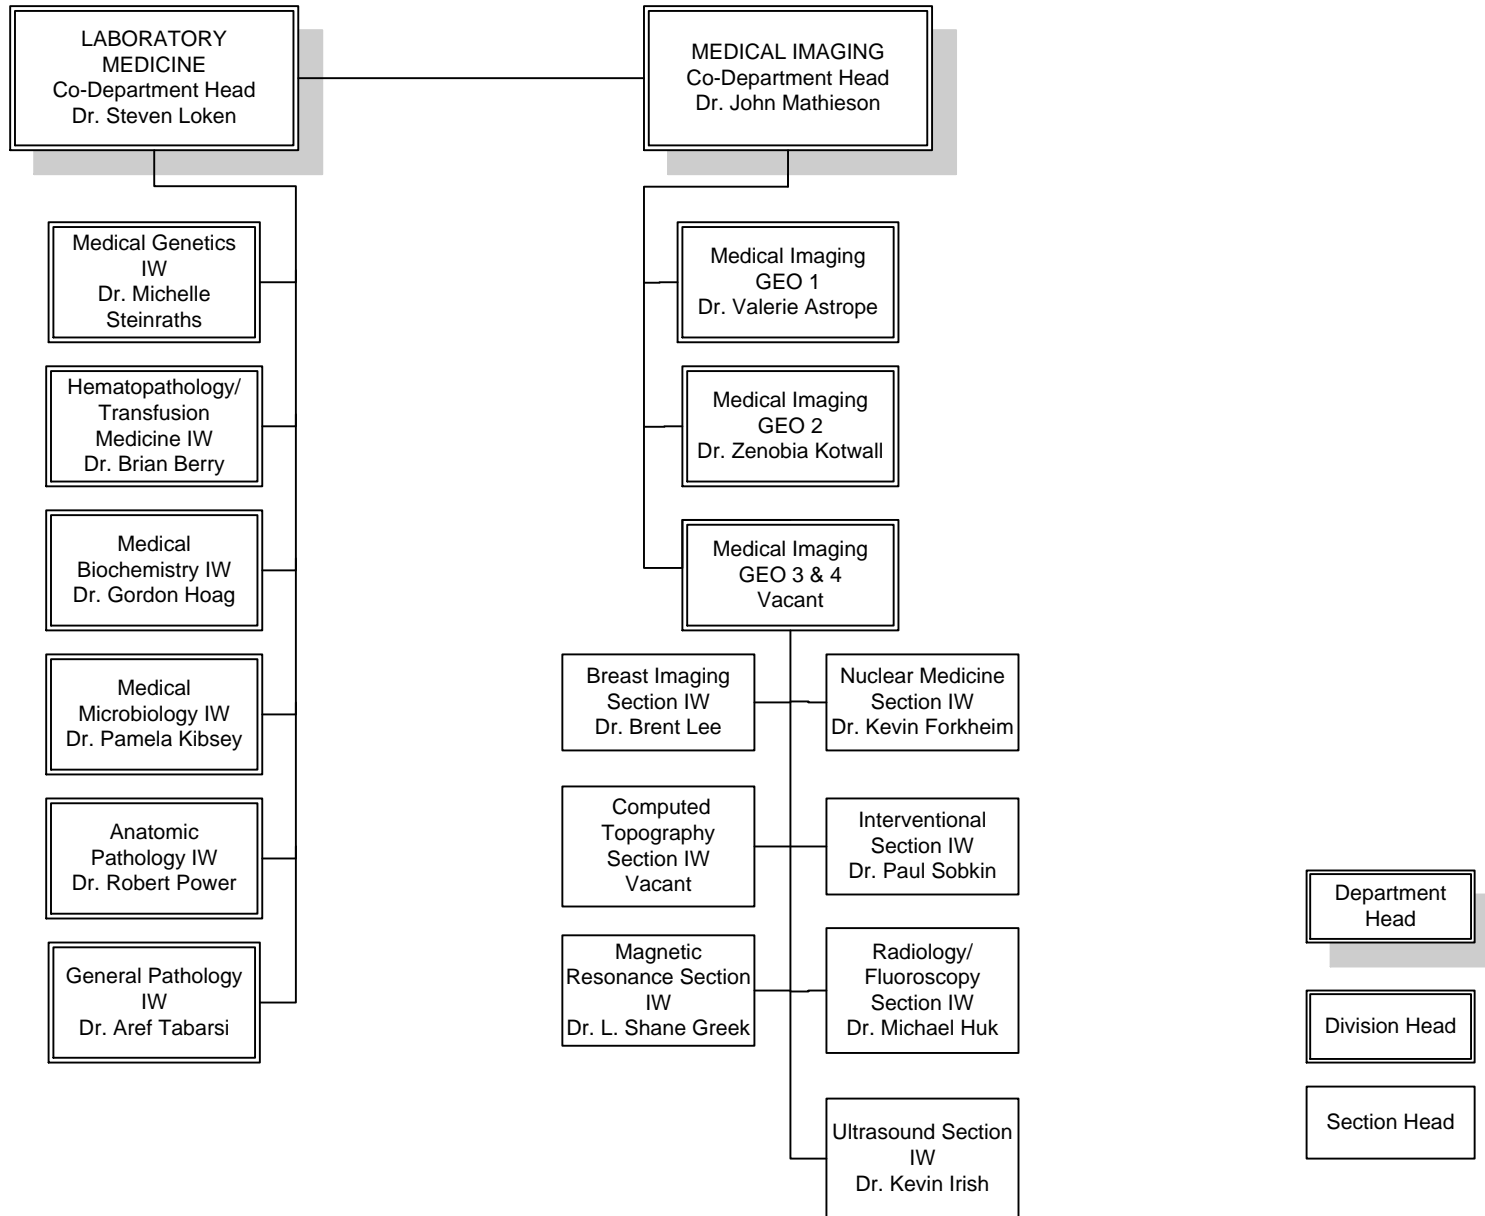 LABORATORY
MEDICINE
Co-Department Head
Dr. Steven Loken
MEDICAL IMAGING
Co-Department Head
Dr. John Mathieson
Medical Genetics
IW
Dr. Michelle
Steinraths
Hematopathology/
Transfusion
Medicine IW
Dr. Brian Berry
Medical
Biochemistry IW
Dr. Gordon Hoag
Medical
Microbiology IW
Dr. Pamela Kibsey
Anatomic
Pathology IW
Dr. Robert Power
General Pathology
IW
Dr. Aref Tabarsi
Medical Imaging
GEO 1
Dr. Valerie Astrope
Medical Imaging
GEO 2
Dr. Zenobia Kotwall
Medical Imaging
GEO 3 & 4
Vacant
Breast Imaging
Section IW
Dr. Brent Lee
Nuclear Medicine
Section IW
Dr. Kevin Forkheim
Computed
Topography
Section IW
Vacant
Interventional
Section IW
Dr. Paul Sobkin
Magnetic
Resonance Section
IW
Dr. L. Shane Greek
Radiology/
Fluoroscopy
Section IW
Dr. Michael Huk
Ultrasound Section
IW
Dr. Kevin Irish
Department
Head
Division Head
Section Head